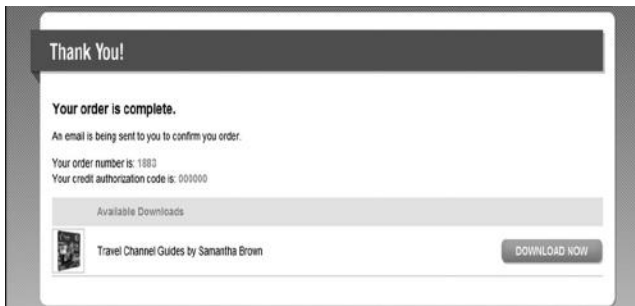 Thank You!
Your order is complete.
An email is being sent to you to confirm you order.
Your order number is: 1883
Your credit authorization code is: 000000
Available Downloads
Travel Channel Guides by Samantha Brown
DOWNLOAD NOW